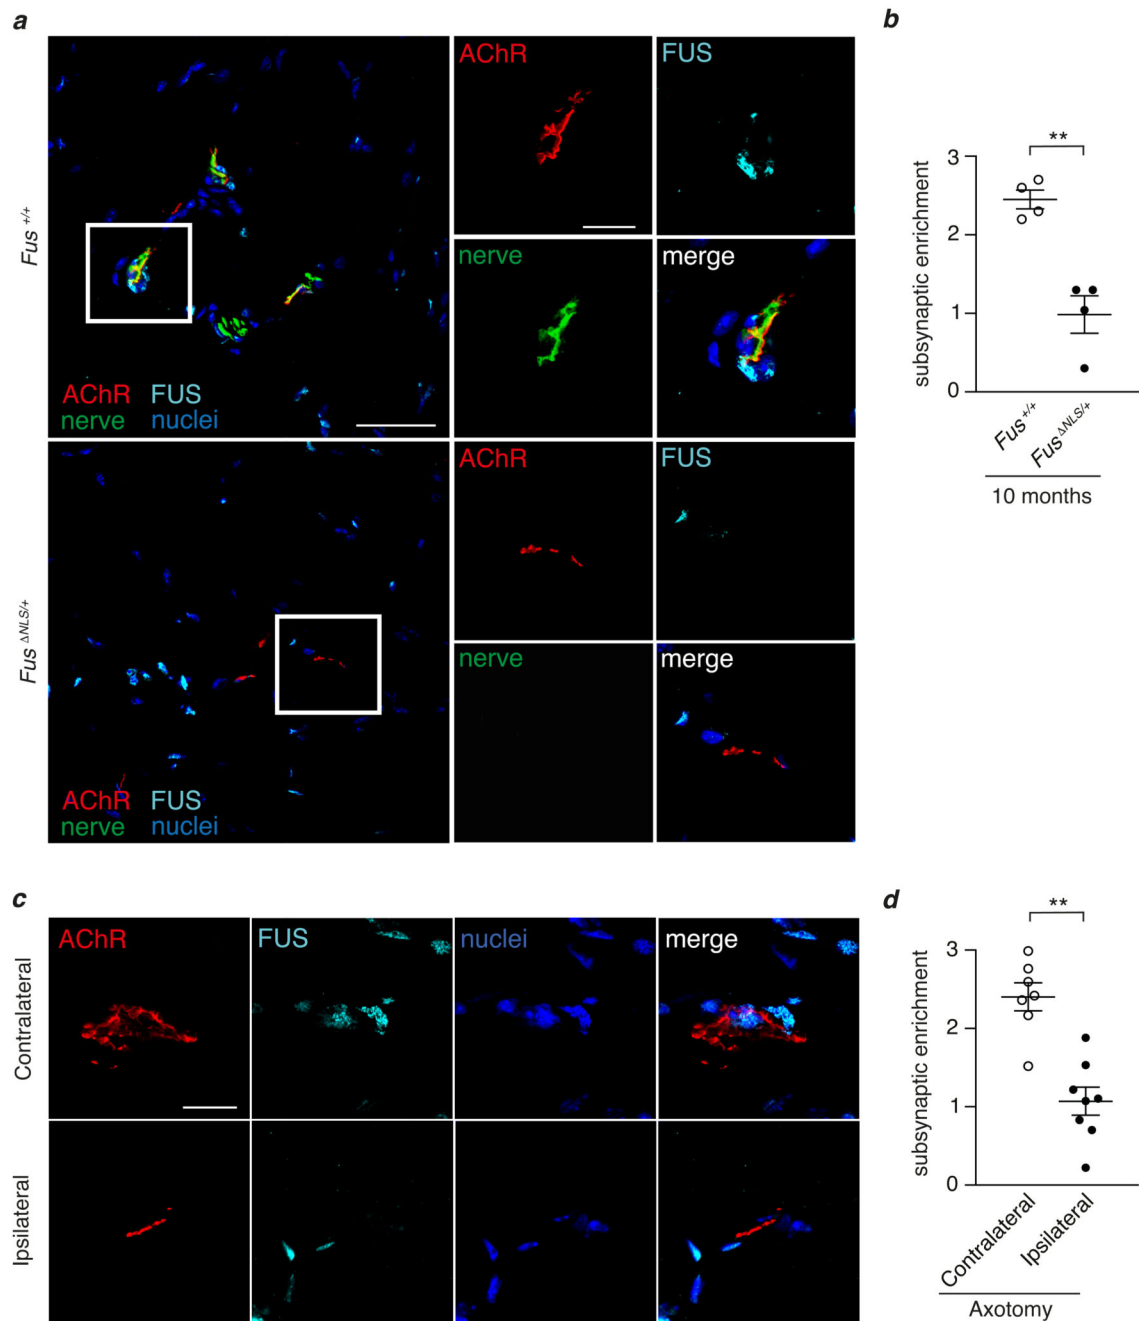 a
Fus +/+
AChR FUS
nerve nuclei
AChR
FUS
nerve
merge
Fus ΔNLS/+
AChR FUS
nerve nuclei
AChR
FUS
nerve
merge
b
**
subsynaptic enrichment
3
2
1
0
Fus+/+
FusΔNLS/+
10 months
c
Contralateral
AChR
FUS
nuclei
merge
Ipsilateral
d
**
subsynaptic enrichment
3
2
1
0
Contralateral
Ipsilateral
Axotomy